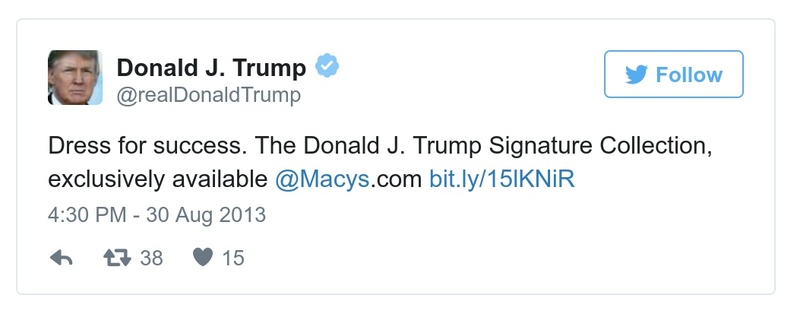 Donald J. Trump
@realDonaldTrump
Follow
Dress for success. The Donald J. Trump Signature Collection,
exclusively available @Macys.com bit.ly/15lKNiR
4:30 PM - 30 Aug 2013
38 15